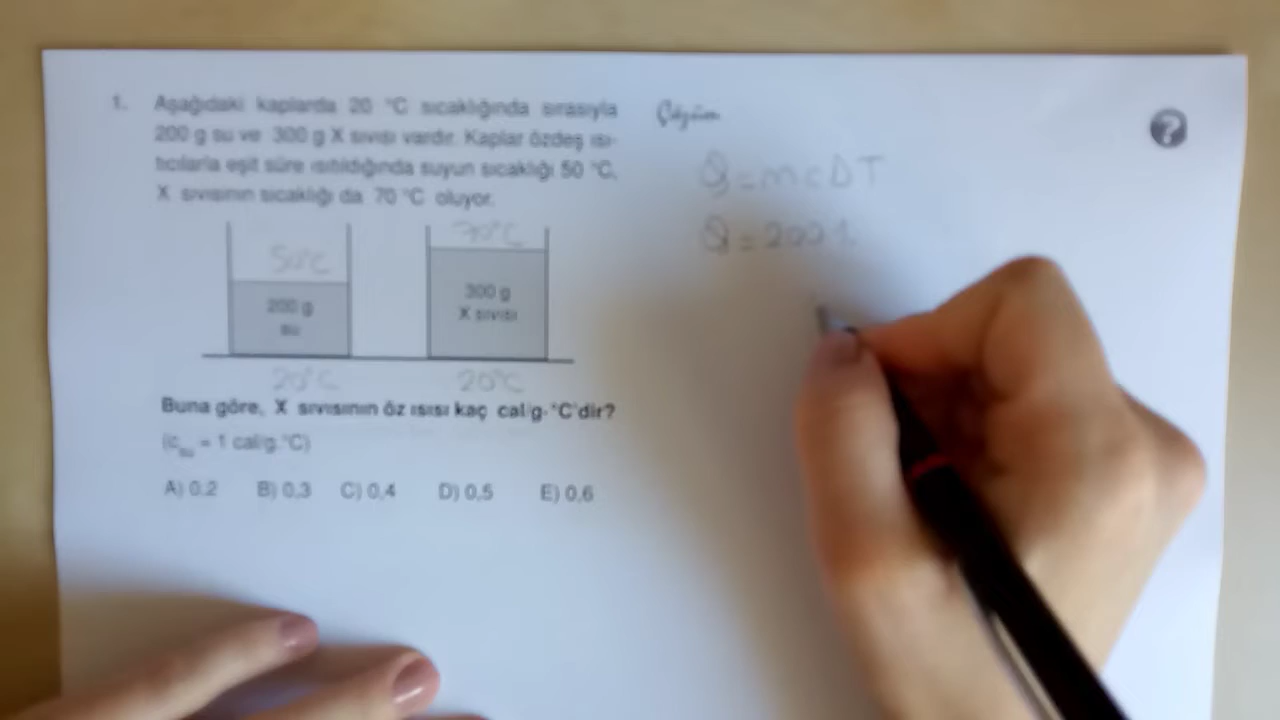 1. Aşağıdaki kaplarda 20 °C sıcaklığında sırasıyla
200 g su ve 300 g X sıvısı vardır. Kaplar özdeş ısı-
tıcılarla eşit süre ısıtıldığında suyun sıcaklığı 50 °C,
X sıvısının sıcaklığı da 70 °C oluyor.
50°C
200 g
su
20°C
70°C
300 g
X sıvısı
20°C
Buna göre, X sıvısının öz ısısı kaç cal/g·°C'dir?
(c_su = 1 cal/g·°C)
A) 0,2 B) 0,3 C) 0,4 D) 0,5 E) 0,6
Çözüm
Q=mcΔT
Q=200.1.
?